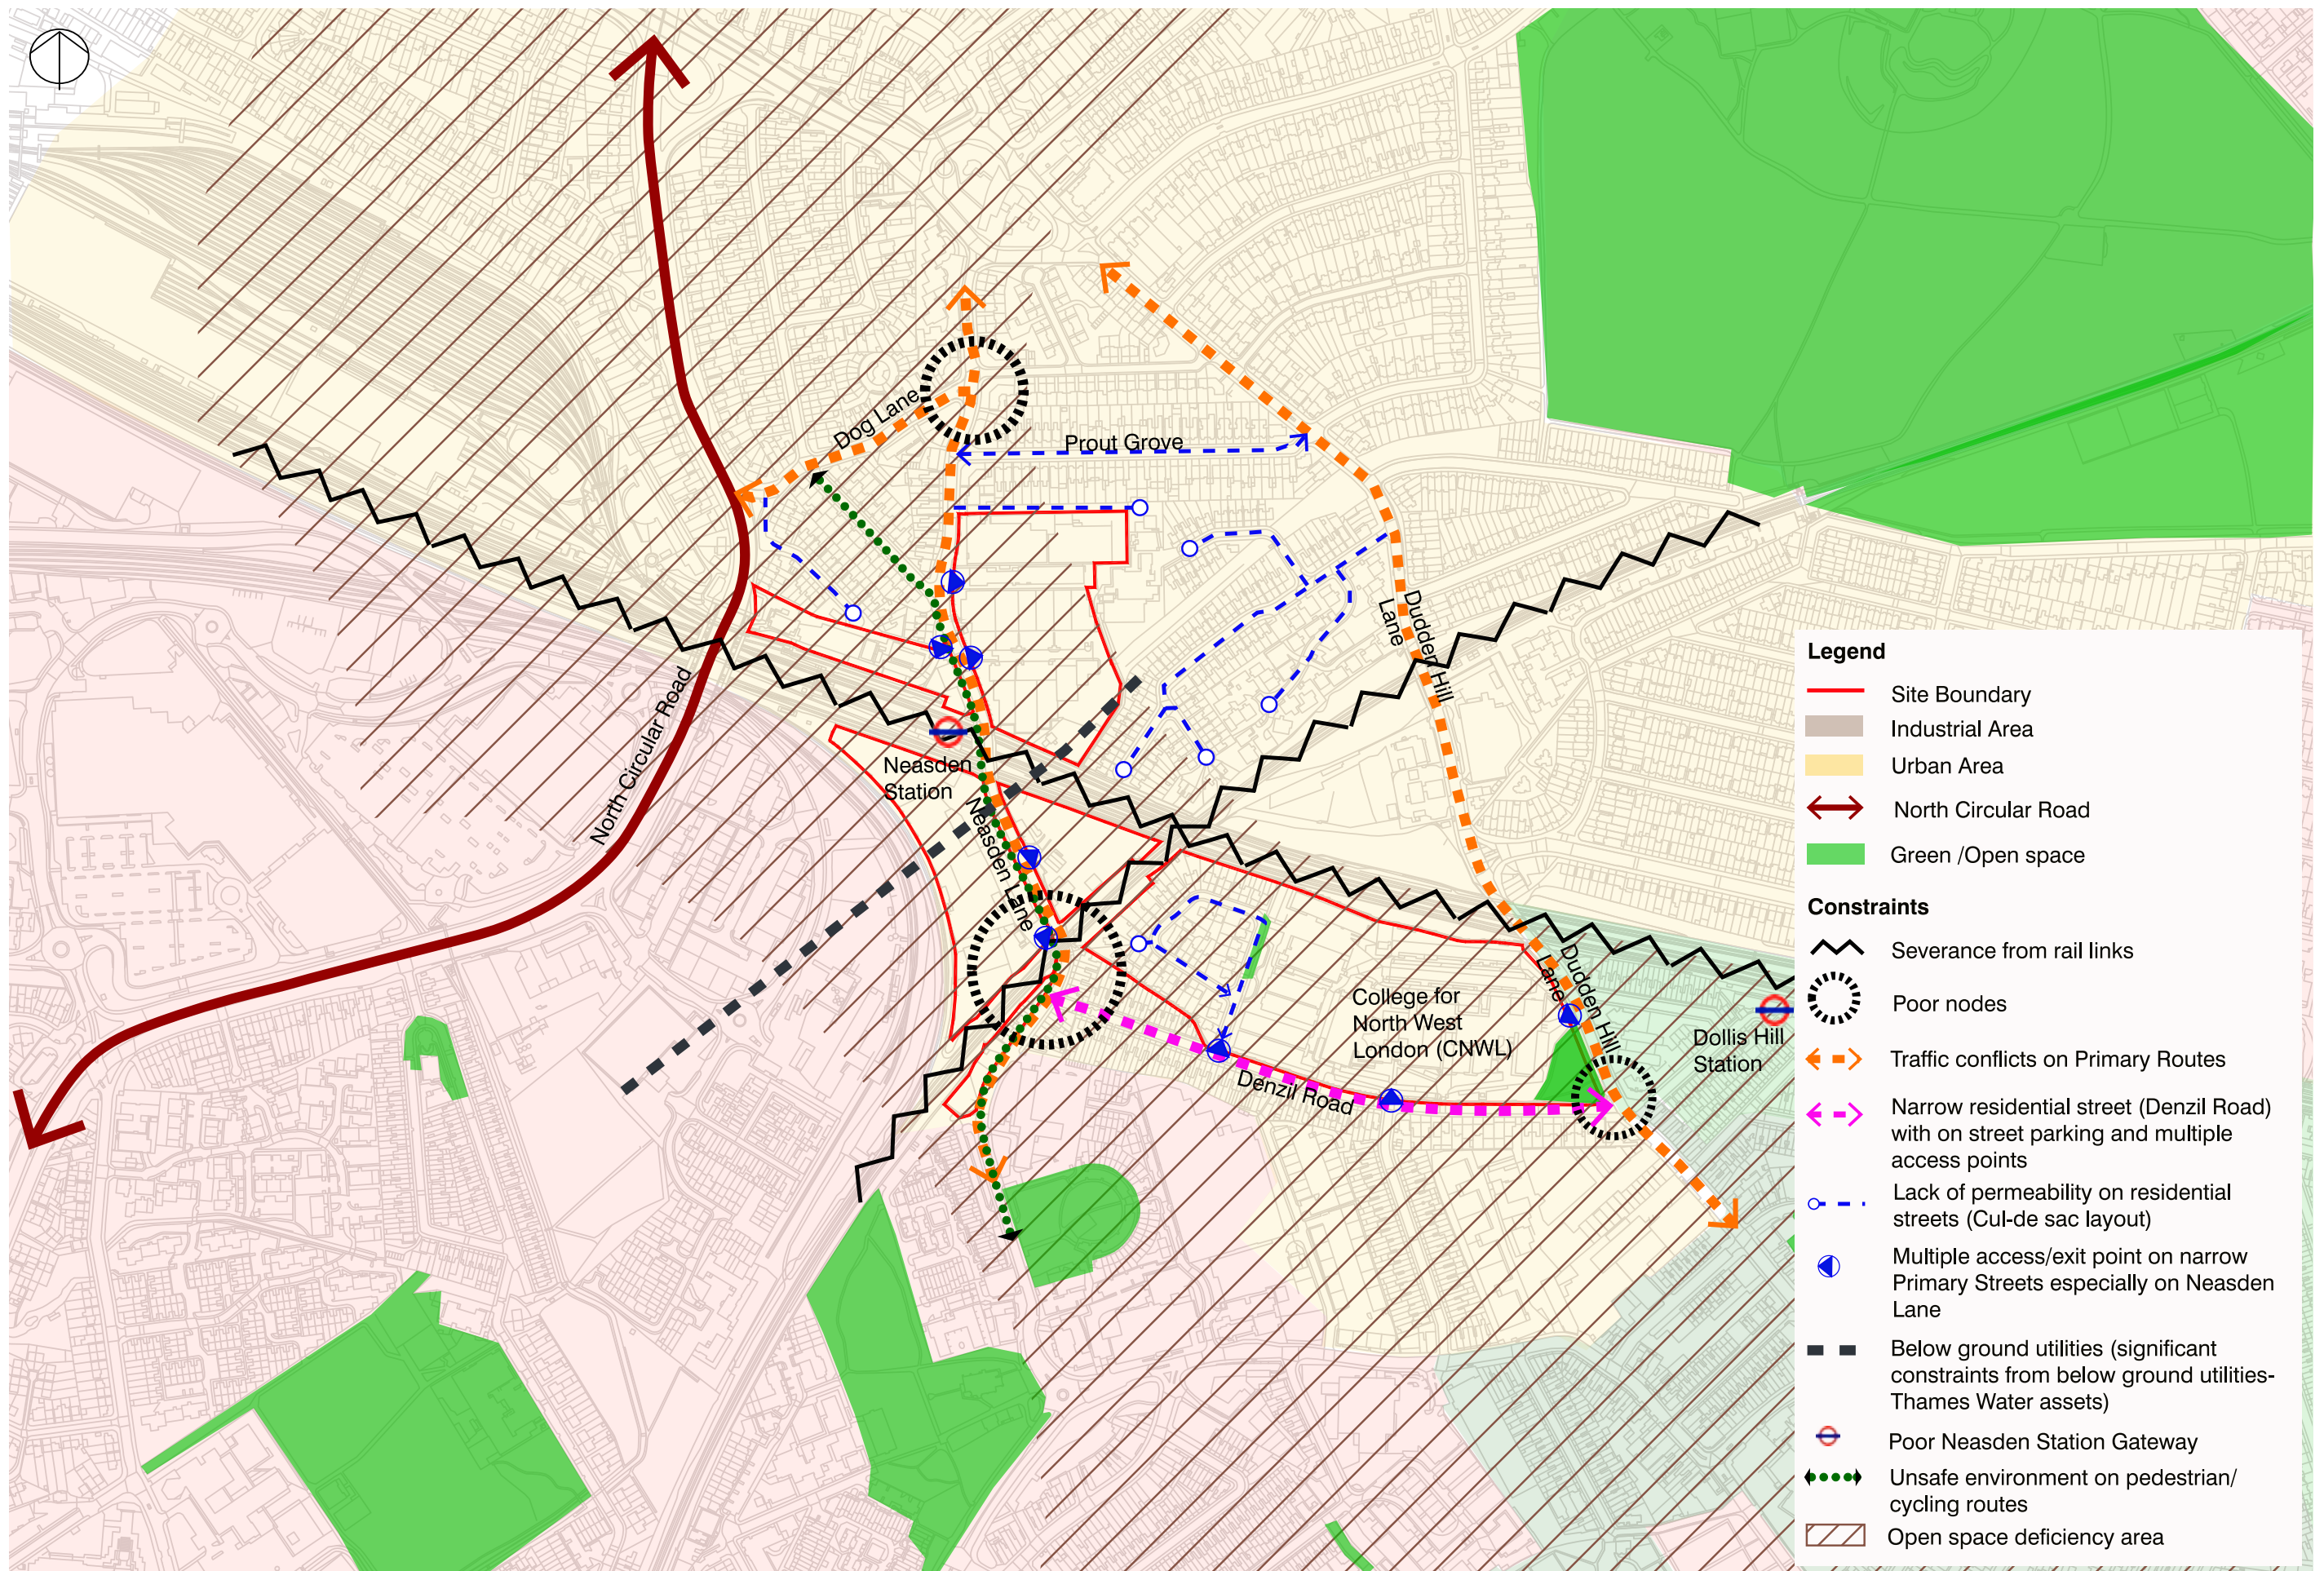 Dog Lane
Prout Grove
Dudden Hill
Lane
North Circular Road
Neasden
Station
Neasden Lane
College for
North West
London (CNWL)
Dudden Hill
Lane
Dollis Hill
Station
Denzil Road
Legend
Site Boundary
Industrial Area
Urban Area
North Circular Road
Green /Open space
Constraints
Severance from rail links
Poor nodes
Traffic conflicts on Primary Routes
Narrow residential street (Denzil Road)
with on street parking and multiple
access points
Lack of permeability on residential
streets (Cul-de sac layout)
Multiple access/exit point on narrow
Primary Streets especially on Neasden
Lane
Below ground utilities (significant
constraints from below ground utilities-
Thames Water assets)
Poor Neasden Station Gateway
Unsafe environment on pedestrian/
cycling routes
Open space deficiency area